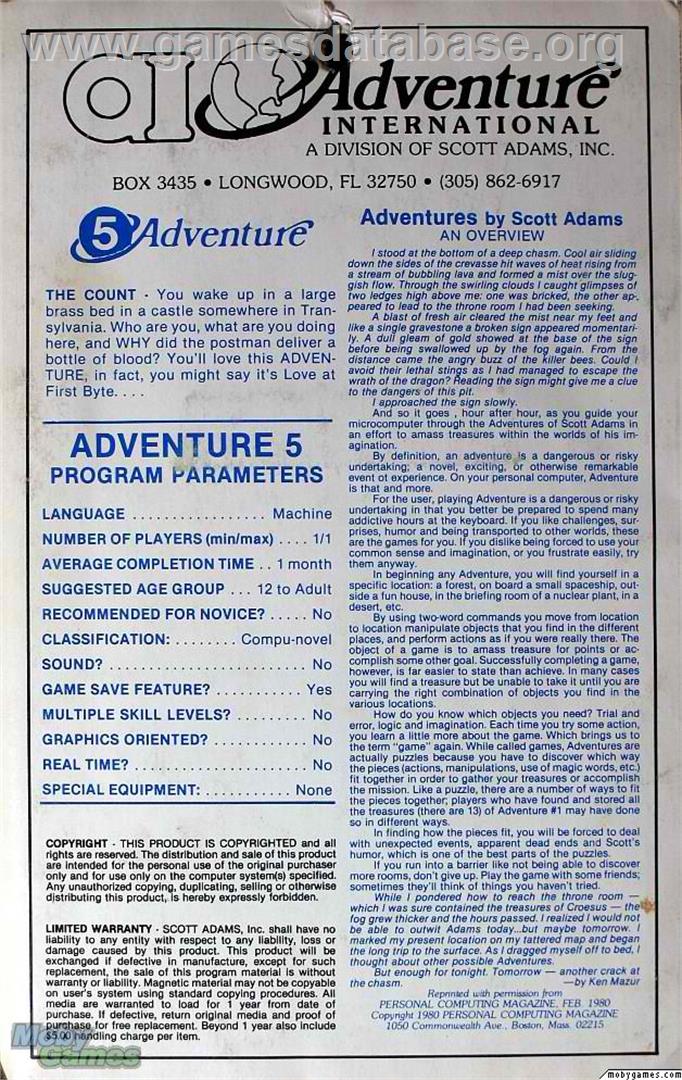 www.gamesdatabase.org
ai Adventure
INTERNATIONAL
A DIVISION OF SCOTT ADAMS, INC.
BOX 3435 • LONGWOOD, FL 32750 • (305) 862-6917
5 Adventure
THE COUNT - You wake up in a large
brass bed in a castle somewhere in Tran-
sylvania. Who are you, what are you doing
here, and WHY did the postman deliver a
bottle of blood? You'll love this ADVEN-
TURE, in fact, you might say it's Love at
First Byte. . . .
ADVENTURE 5
PROGRAM PARAMETERS
LANGUAGE . . . . . . . . . . . . . . . . . Machine
NUMBER OF PLAYERS (min/max) . . . . 1/1
AVERAGE COMPLETION TIME . . 1 month
SUGGESTED AGE GROUP . . . 12 to Adult
RECOMMENDED FOR NOVICE? . . . . . No
CLASSIFICATION: . . . . . . . . . Compu-novel
SOUND? . . . . . . . . . . . . . . . . . . . . . . . No
GAME SAVE FEATURE? . . . . . . . . . . . Yes
MULTIPLE SKILL LEVELS? . . . . . . . . . No
GRAPHICS ORIENTED? . . . . . . . . . . . . No
REAL TIME? . . . . . . . . . . . . . . . . . . . . No
SPECIAL EQUIPMENT: . . . . . . . . . . . None
COPYRIGHT - THIS PRODUCT IS COPYRIGHTED and all
rights are reserved. The distribution and sale of this product
are intended for the personal use of the original purchaser
only and for use only on the computer system(s) specified.
Any unauthorized copying, duplicating, selling or otherwise
distributing this product, is hereby expressly forbidden.
LIMITED WARRANTY - SCOTT ADAMS, Inc. shall have no
liability to any entity with respect to any liability, loss or
damage caused by this product. This product will be
exchanged if defective in manufacture, except for such
replacement, the sale of this program material is without
warranty or liability. Magnetic material may not be copyable
on user's system using standard copying procedures. All
media are warranted to load for 1 year from date of
purchase. If defective, return original media and proof of
purchase for free replacement. Beyond 1 year also include
$5.00 handling charge per item.
Adventures by Scott Adams
AN OVERVIEW
I stood at the bottom of a deep chasm. Cool air sliding
down the sides of the crevasse hit waves of heat rising from
a stream of bubbling lava and formed a mist over the slug-
gish flow. Through the swirling clouds I caught glimpses of
two ledges high above me: one was bricked, the other ap-
peared to lead to the throne room I had been seeking.
A blast of fresh air cleared the mist near my feet and
like a single gravestone a broken sign appeared momentari-
ly. A dull gleam of gold showed at the base of the sign
before being swallowed up by the fog again. From the
distance came the angry buzz of the killer bees. Could I
avoid their lethal stings as I had managed to escape the
wrath of the dragon? Reading the sign might give me a clue
to the dangers of this pit.
I approached the sign slowly.
And so it goes , hour after hour, as you guide your
microcomputer through the Adventures of Scott Adams in
an effort to amass treasures within the worlds of his im-
agination.
By definition, an adventure is a dangerous or risky
undertaking; a novel, exciting, or otherwise remarkable
event ot experience. On your personal computer, Adventure
is that and more.
For the user, playing Adventure is a dangerous or risky
undertaking in that you better be prepared to spend many
addictive hours at the keyboard. If you like challenges, sur-
prises, humor and being transported to other worlds, these
are the games for you. If you dislike being forced to use your
common sense and imagination, or you frustrate easily, try
them anyway.
In beginning any Adventure, you will find yourself in a
specific location: a forest, on board a small spaceship, out-
side a fun house, in the briefing room of a nuclear plant, in a
desert, etc.
By using two-word commands you move from location
to location manipulate objects that you find in the different
places, and perform actions as if you were really there. The
object of a game is to amass treasure for points or ac-
complish some other goal. Successfully completing a game,
however, is far easier to state than achieve. In many cases
you will find a treasure but be unable to take it until you are
carrying the right combination of objects you find in the
various locations.
How do you know which objects you need? Trial and
error, logic and imagination. Each time you try some action,
you learn a little more about the game. Which brings us to
the term "game" again. While called games, Adventures are
actually puzzles because you have to discover which way
the pieces (actions, manipulations, use of magic words, etc.)
fit together in order to gather your treasures or accomplish
the mission. Like a puzzle, there are a number of ways to fit
the pieces together; players who have found and stored all
the treasures (there are 13) of Adventure #1 may have done
so in different ways.
In finding how the pieces fit, you will be forced to deal
with unexpected events, apparent dead ends and Scott's
humor, which is one of the best parts of the puzzles.
If you run into a barrier like not being able to discover
more rooms, don't give up. Play the game with some friends;
sometimes they'll think of things you haven't tried.
While I pondered how to reach the throne room —
which I was sure contained the treasures of Croesus — the
fog grew thicker and the hours passed. I realized I would not
be able to outwit Adams today...but maybe tomorrow. I
marked my present location on my tattered map and began
the long trip to the surface. As I dragged myself off to bed, I
thought about other possible Adventures.
But enough for tonight. Tomorrow — another crack at
the chasm. —by Ken Mazur
Reprinted with permission from
PERSONAL COMPUTING MAGAZINE, FEB. 1980
Copyright 1980 PERSONAL COMPUTING MAGAZINE
1050 Commonwealth Ave., Boston, Mass. 02215
Moby
Games
mobygames.com